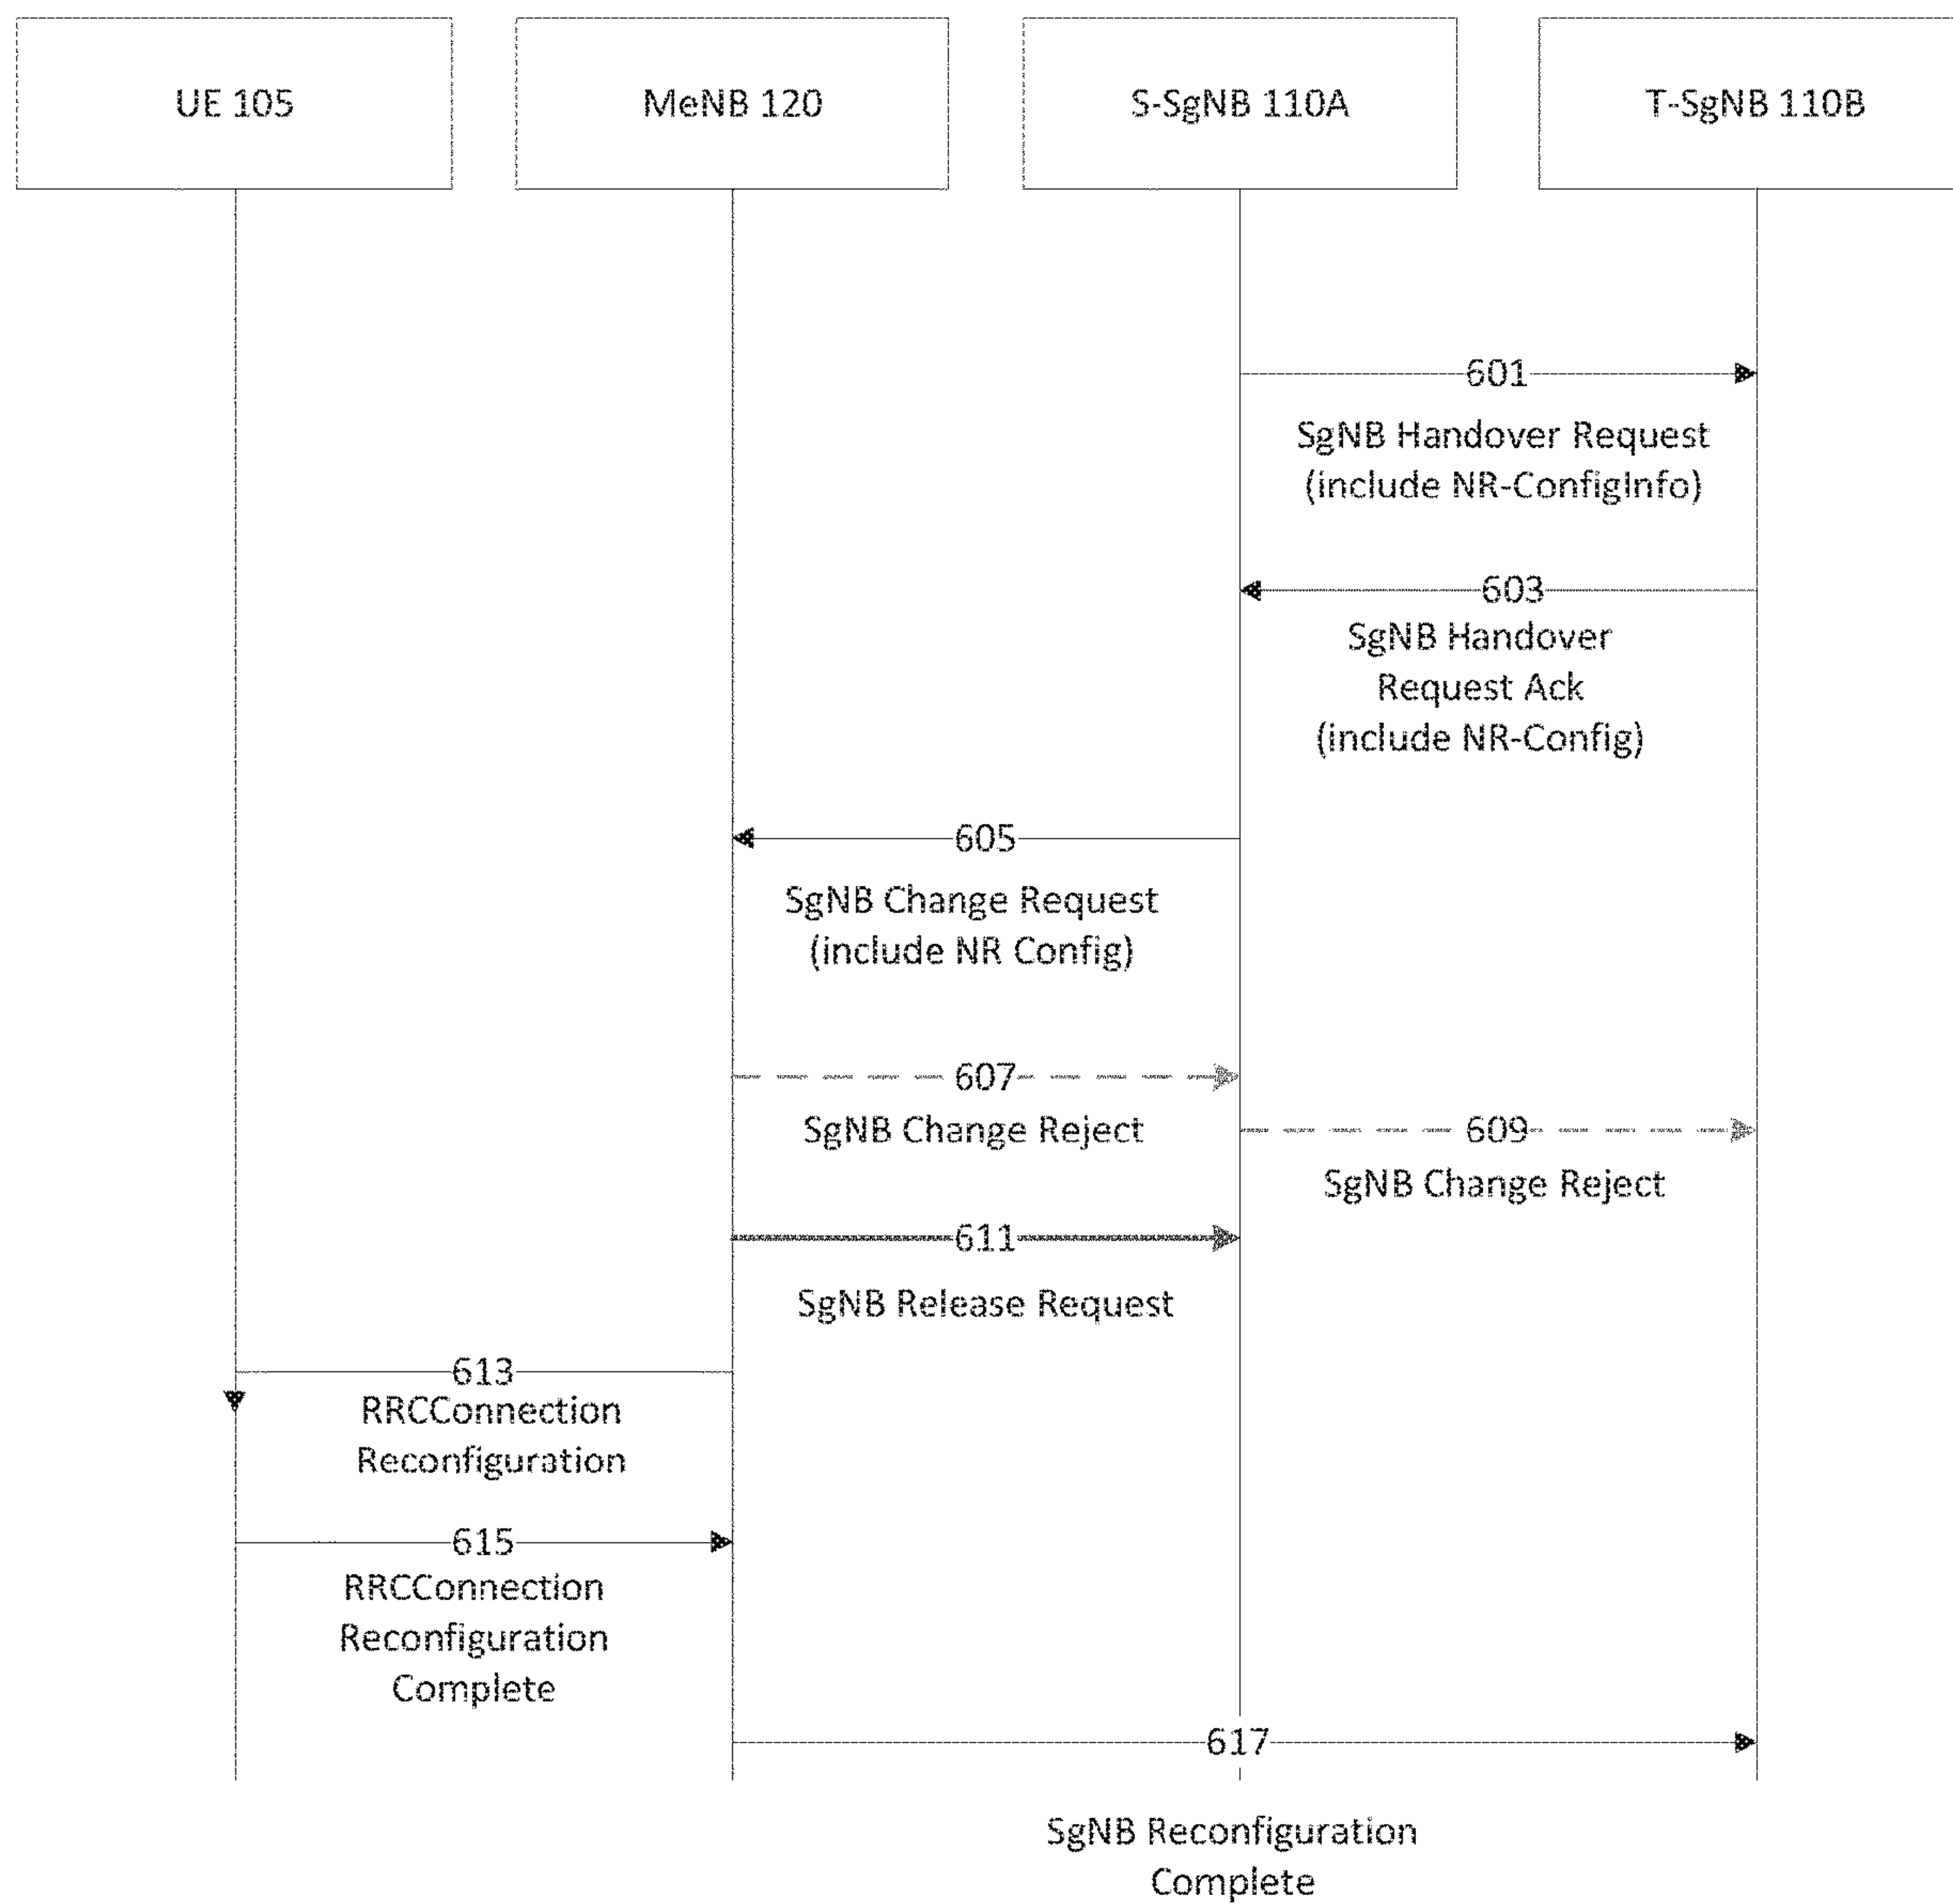 UE 105
MeNB 120
S-SgNB 110A
T-SgNB 110B
601
SgNB Handover Request
(include NR-ConfigInfo)
603
SgNB Handover
Request Ack
(include NR-Config)
605
SgNB Change Request
(include NR Config)
607
SgNB Change Reject
609
SgNB Change Reject
611
SgNB Release Request
613
RRCConnection
Reconfiguration
615
RRCConnection
Reconfiguration
Complete
617
SgNB Reconfiguration
Complete